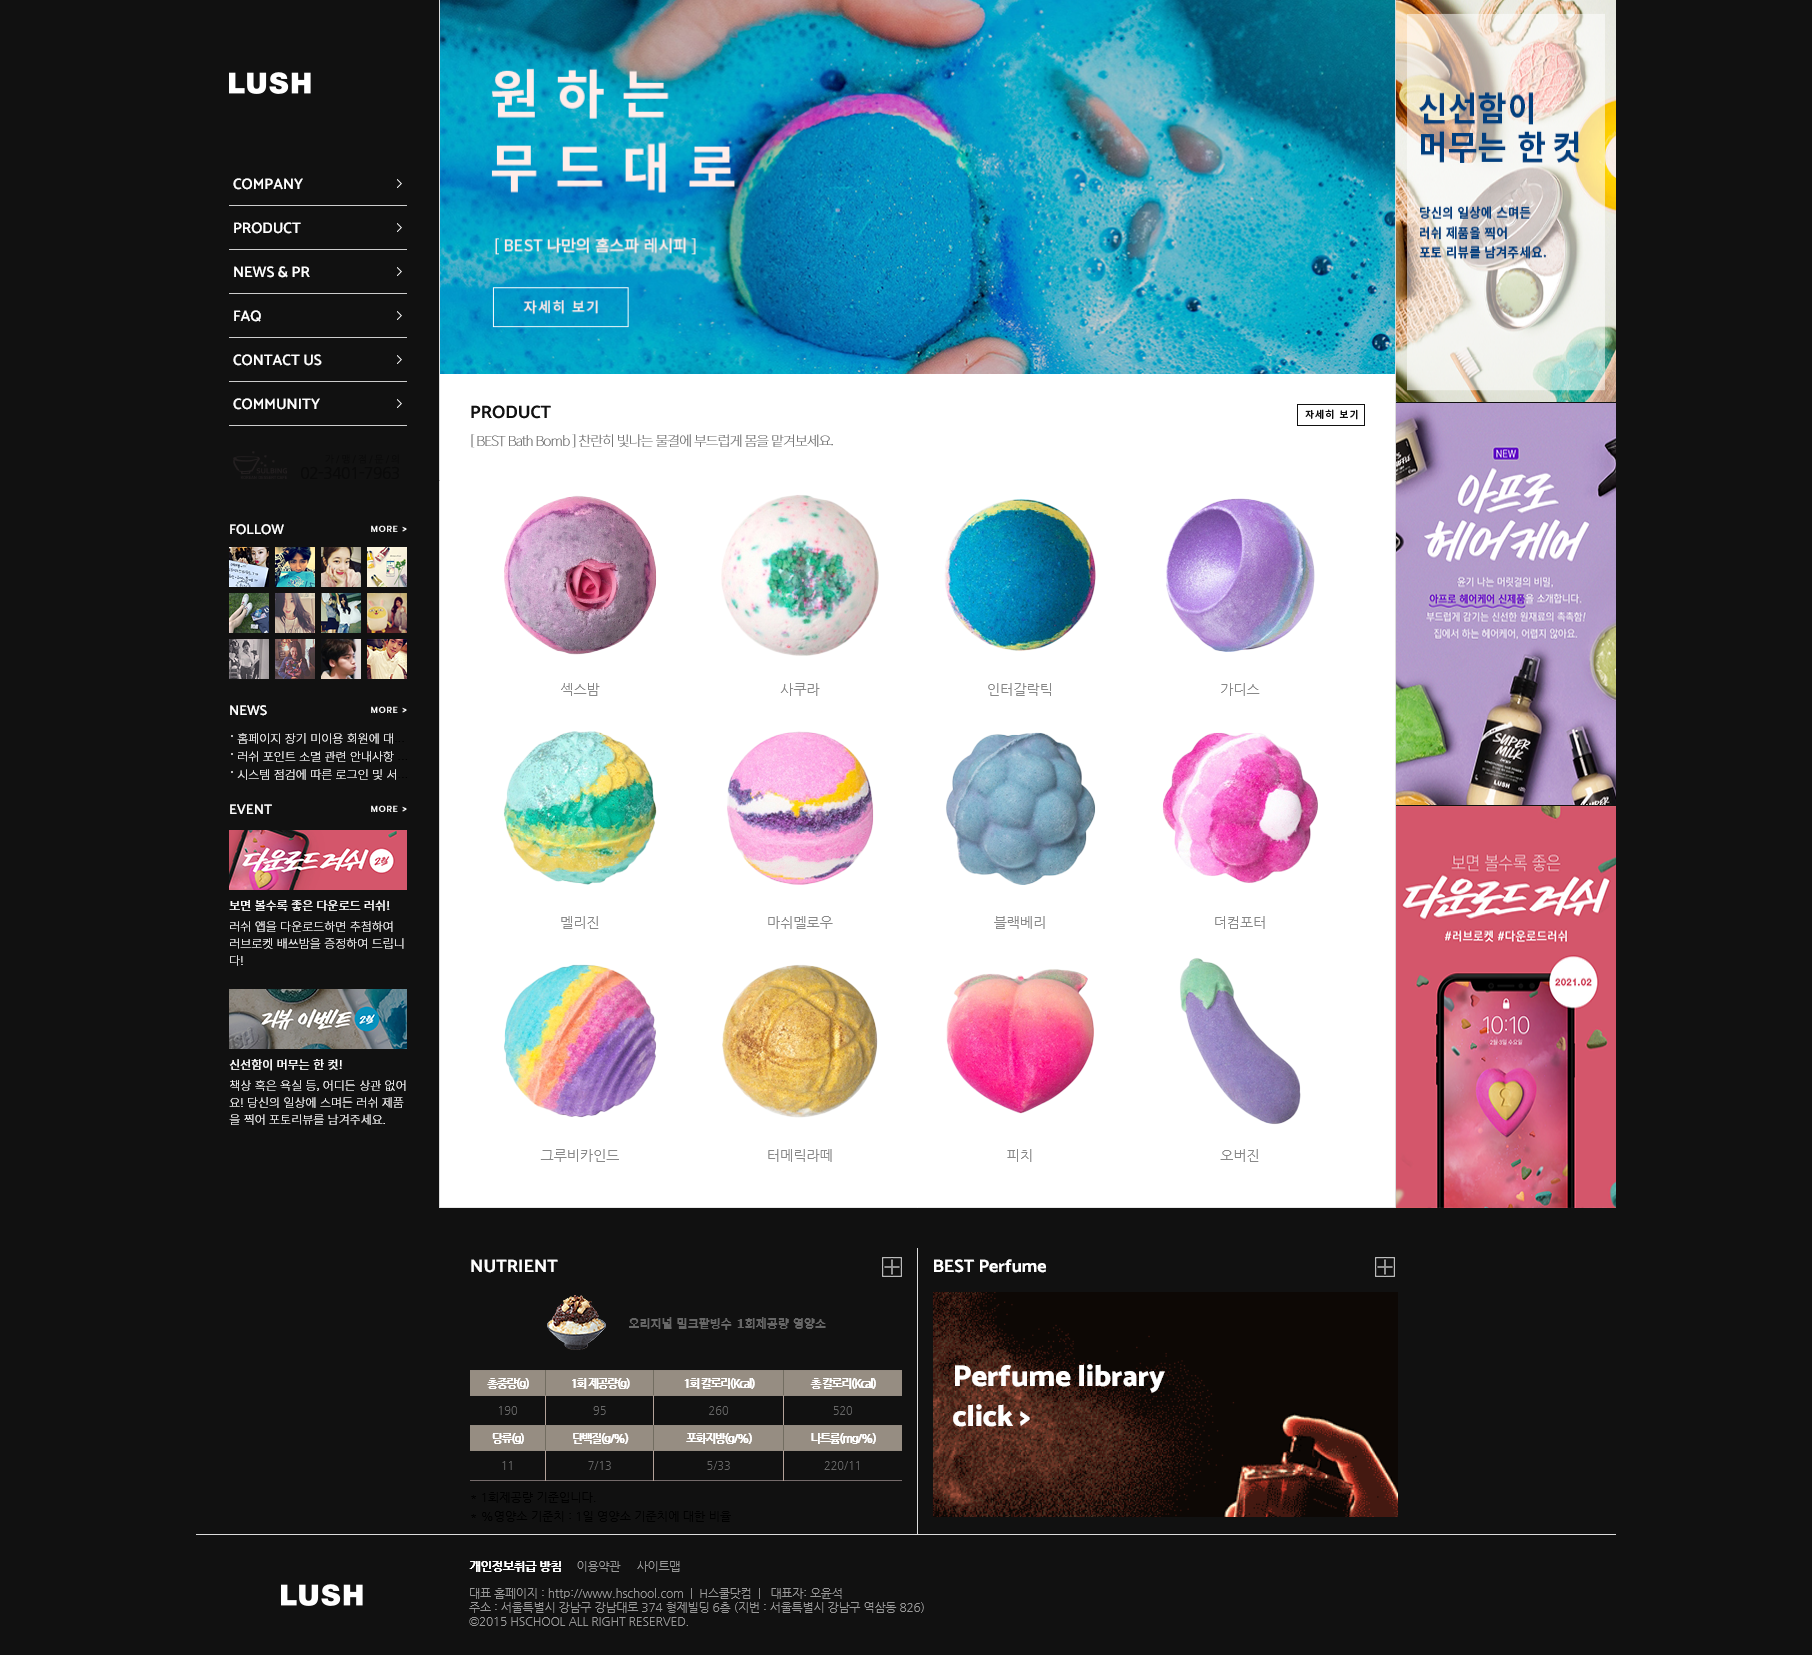 LUSH
COMPANY
PRODUCT
NEWS & PR
FAQ
CONTACT US
COMMUNITY
02-3401-7963
FOLLOW
MORE >
NEWS
MORE >
· 홈페이지 장기 미이용 회원에 대
· 러쉬 포인트 소멸 관련 안내사항
· 시스템 점검에 따른 로그인 및 서
EVENT
MORE >
다운로드 러쉬 2월
보면 볼수록 좋은 다운로드 러쉬!
러쉬 앱을 다운로드하면 추첨하여
러브로켓 배쓰밤을 증정하여 드립니
다!
리뷰 이벤트 2월
신선함이 머무는 한 컷!
책상 혹은 욕실 등, 어디든 상관 없어
요! 당신의 일상에 스며든 러쉬 제품
을 찍어 포토리뷰를 남겨주세요.
원하는
무드대로
[ BEST 나만의 홈스파 레시피 ]
자세히 보기
PRODUCT
자세히 보기
[ BEST Bath Bomb ] 찬란히 빛나는 물결에 부드럽게 몸을 맡겨보세요.
섹스밤
사쿠라
인터갈락틱
가디스
멜리진
마쉬멜로우
블랙베리
더컴포터
그루비카인드
터메릭라떼
피치
오버진
신선함이
머무는 한 컷
당신의 일상에 스며든
러쉬 제품을 찍어
포토 리뷰를 남겨주세요.
NEW
아프로
헤어케어
윤기 나는 머릿결의 비밀,
아프로 헤어케어 신제품을 소개합니다.
부드럽게 감기는 신선한 원재료의 촉촉함!
집에서 하는 헤어케어, 어렵지 않아요.
SUPER
MILK
LUSH
SUPER
보면 볼수록 좋은
다운로드 러쉬
#러브로켓 #다운로드러쉬
2021.02
10:10
2월 3일 수요일
NUTRIENT
오리지널 밀크팥빙수 1회제공량 영양소
총중량(g) 1회 제공량(g) 1회 칼로리(Kcal) 총 칼로리(Kcal)
190 95 260 520
당류(g) 단백질(g/%) 포화지방(g/%) 나트륨(mg/%)
11 7/13 5/33 220/11
* 1회제공량 기준입니다.
* %영양소 기준치 : 1일 영양소 기준치에 대한 비율
BEST Perfume
Perfume library
click >
LUSH
개인정보취급 방침 이용약관 사이트맵
대표 홈페이지 : http://www.hschool.com | H스쿨닷컴 | 대표자: 오윤석
주소 : 서울특별시 강남구 강남대로 374 형제빌딩 6층 (지번 : 서울특별시 강남구 역삼동 826)
©2015 HSCHOOL ALL RIGHT RESERVED.